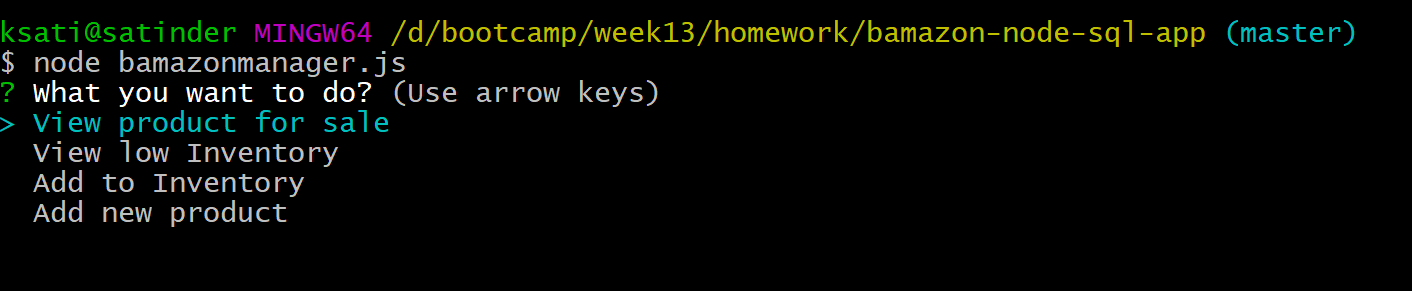 ksati@satinder MINGW64 /d/bootcamp/week13/homework/bamazon-node-sql-app (master)
$ node bamazonmanager.js
? What you want to do? (Use arrow keys)
> View product for sale
  View low Inventory
  Add to Inventory
  Add new product